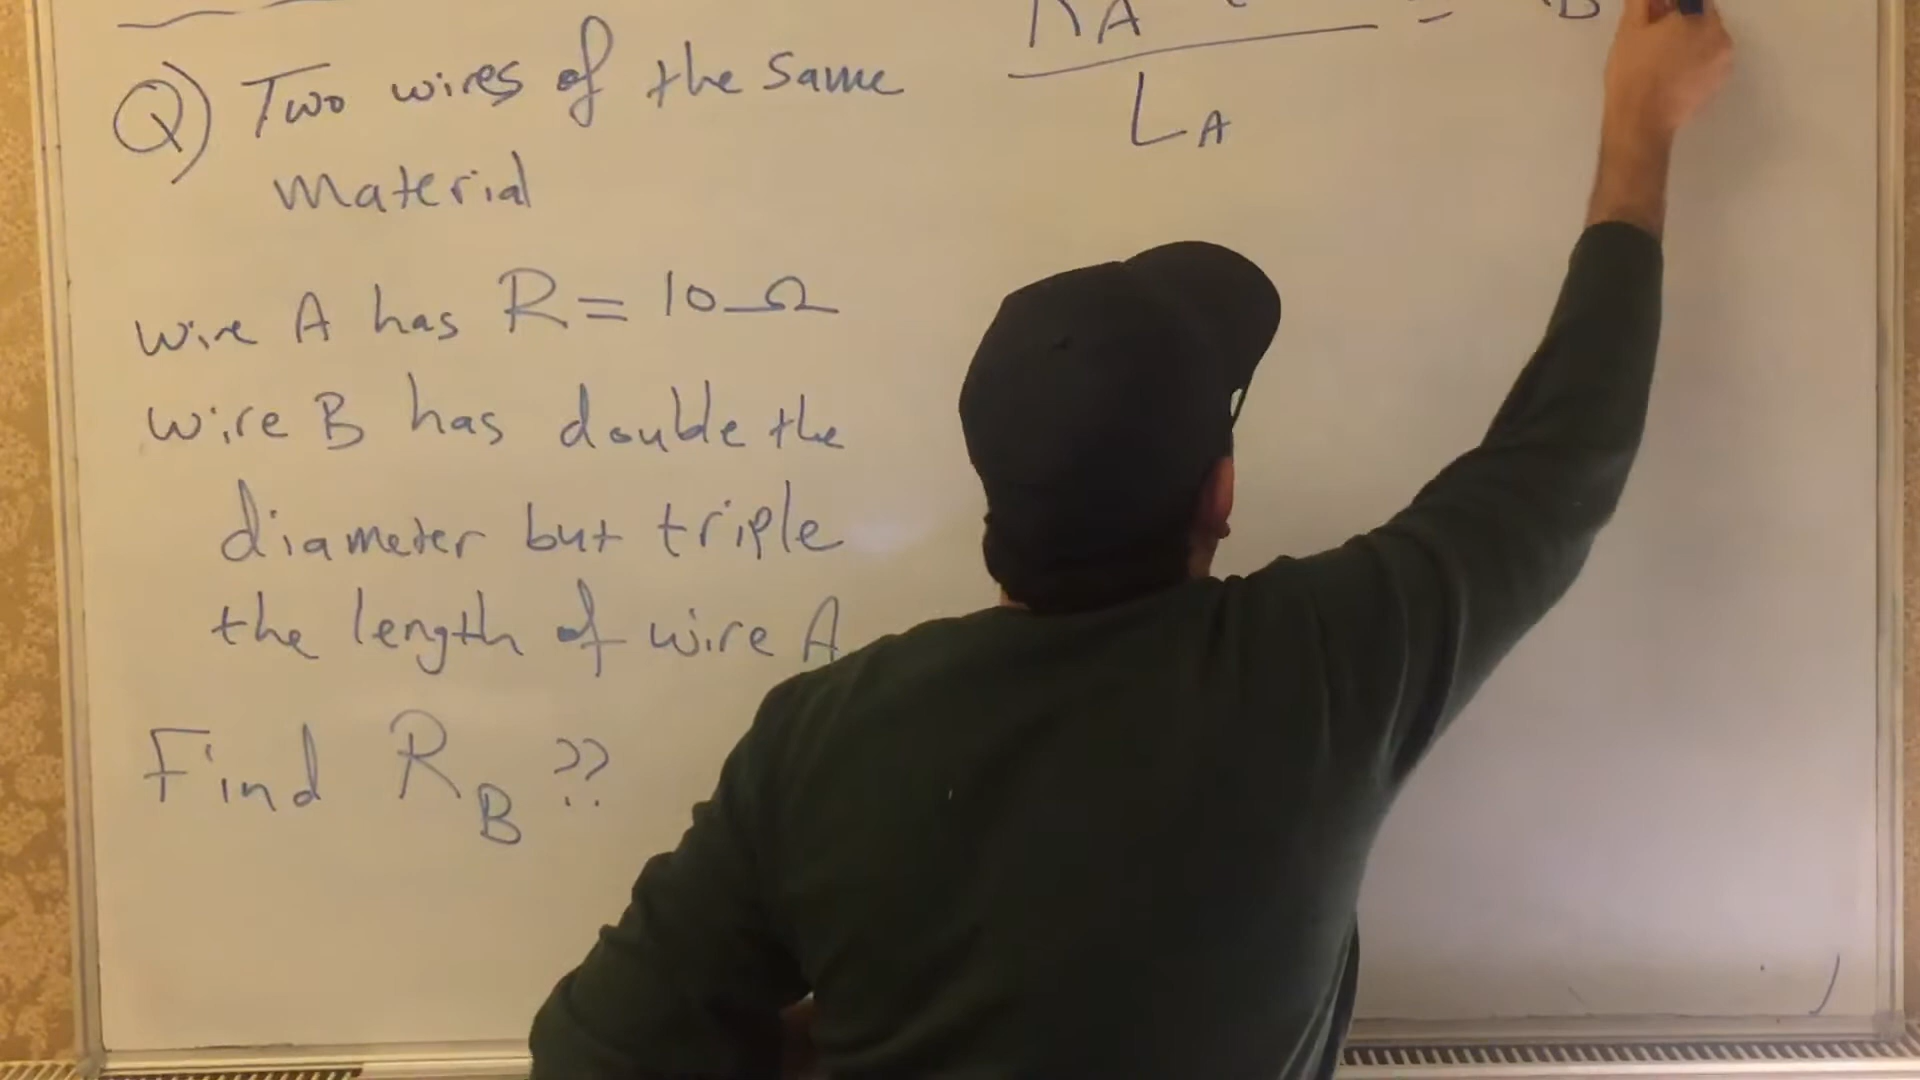 Q) Two wires of the same
material
wire A has R = 10 Ω
wire B has double the
diameter but triple
the length of wire A
Find R_B ??
R_A
=
B
L_A